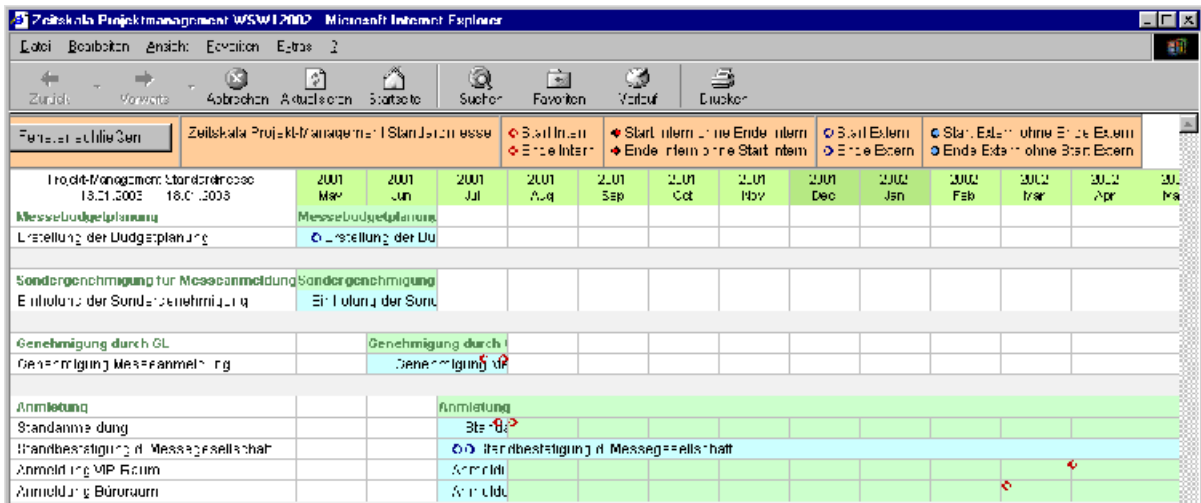 Zeitskala Projektmanagement WSWI 2002 - Microsoft Internet Explorer
Datei Bearbeiten Ansicht Favoriten Extras ?
Zurück Vorwärts Abbrechen Aktualisieren Startseite Suchen Favoriten Verlauf Drucken
Fenster schließen Zeitskala Projekt-Management Standardmesse Start Intern Start Intern ohne Ende Intern Start Extern Start Extern ohne Ende Extern
Ende Intern Ende Intern ohne Start Intern Ende Extern Ende Extern ohne Start Extern
Projekt-Management Standardmesse 2001 2001 2001 2001 2001 2001 2001 2001 2002 2002 2002 2002
May Jun Jul Aug Sep Oct Nov Dec Jan Feb Mar Apr
Messebudgetplanung Messebudgetplanung
Erstellung der Budgetplanung Erstellung der Bu
Sondergenehmigung für Messeanmeldung Sondergenehmigung
Einholung der Sondergenehmigung Einholung der Sond
Genehmigung durch GL Genehmigung durch
Genehmigung Messeanmeldung Genehmigung Me
Anmietung Anmietung
Standanmeldung Standa
Standbestätigung d. Messegesellschaft Standbestätigung d. Messegesellschaft
Anmeldung VIP-Raum Anmeldu
Anmeldung Büroraum Anmeldu